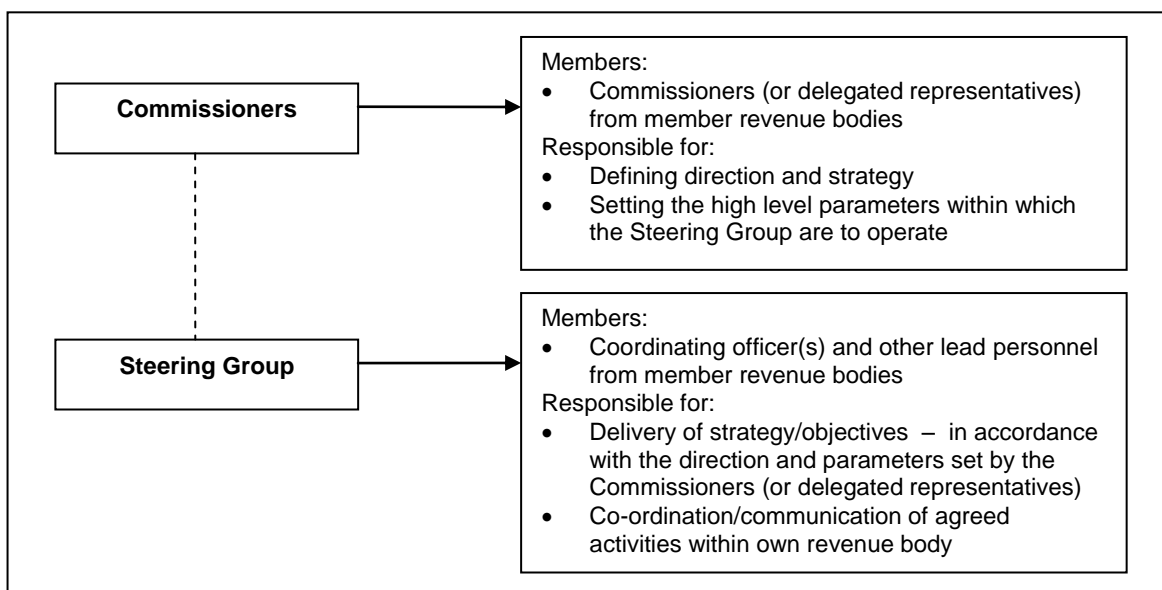 Commissioners
Members:
• Commissioners (or delegated representatives)
from member revenue bodies
Responsible for:
• Defining direction and strategy
• Setting the high level parameters within which
the Steering Group are to operate
Steering Group
Members:
• Coordinating officer(s) and other lead personnel
from member revenue bodies
Responsible for:
• Delivery of strategy/objectives – in accordance
with the direction and parameters set by the
Commissioners (or delegated representatives)
• Co-ordination/communication of agreed
activities within own revenue body